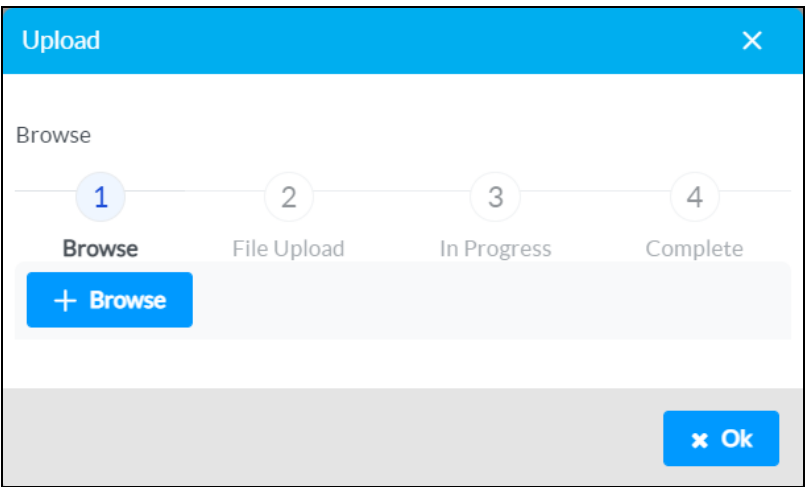 Upload
Browse
1 2 3 4
Browse File Upload In Progress Complete
+ Browse
× Ok